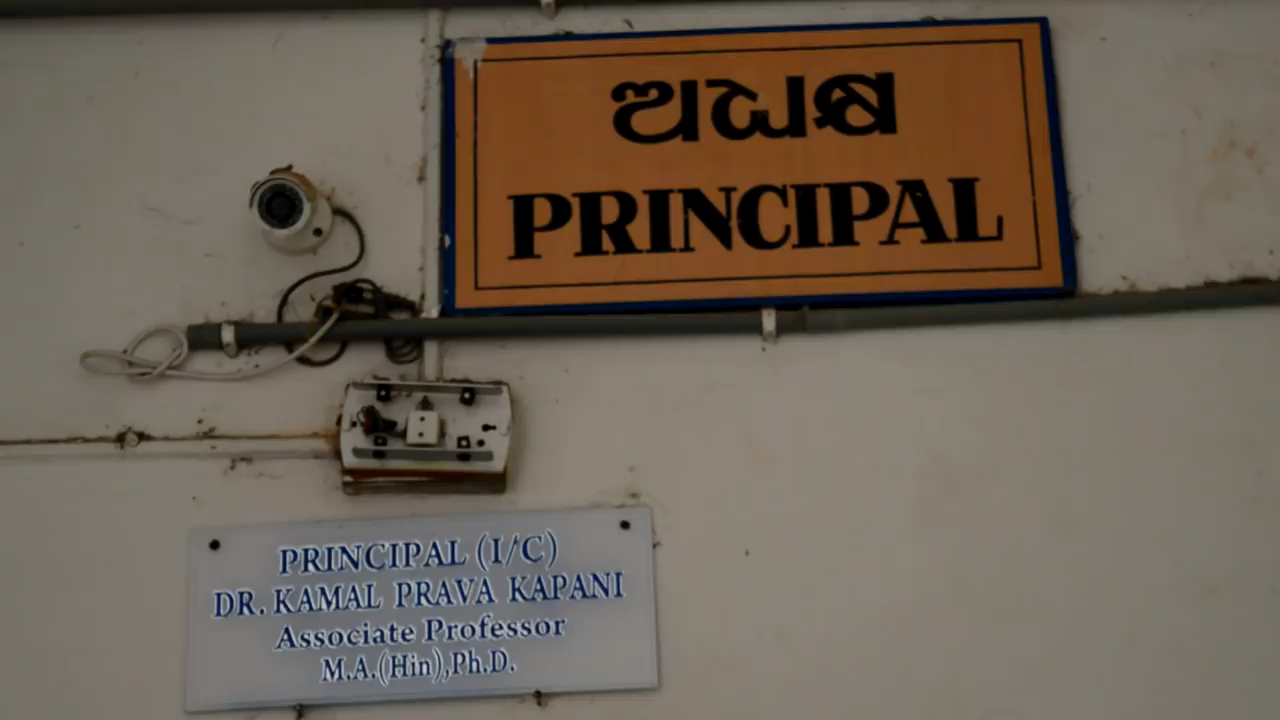 ଅଧ୍ୟକ୍ଷ
PRINCIPAL
PRINCIPAL (I/C)
DR. KAMAL PRAVA KAPANI
Associate Professor
M.A.(Hin),Ph.D.